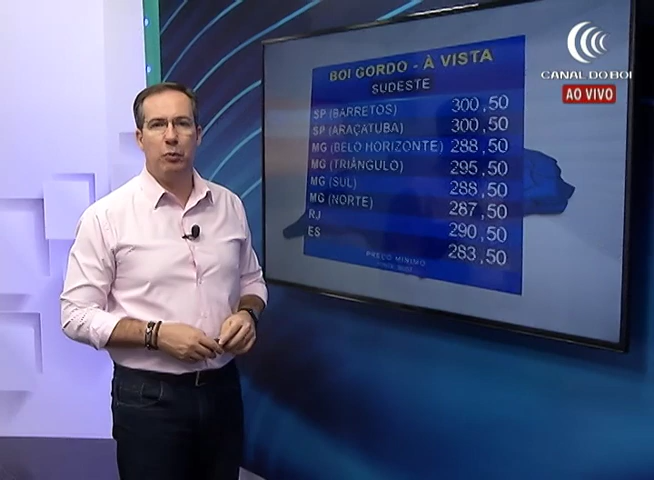 CANAL DO BOI
AO VIVO
BOI GORDO - À VISTA
SUDESTE
SP (BARRETOS) 300,50
SP (ARAÇATUBA) 300,50
MG (BELO HORIZONTE) 288,50
MG (TRIÂNGULO) 295,50
MG (SUL) 288,50
MG (NORTE) 287,50
RJ 290,50
ES 283,50
PREÇO MÍNIMO